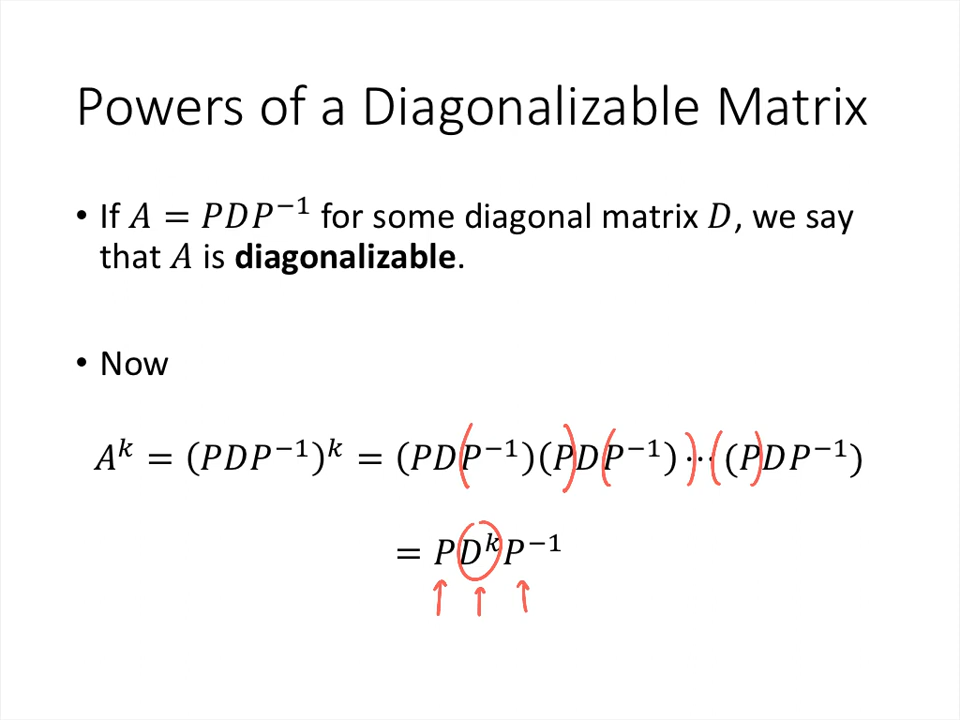 Powers of a Diagonalizable Matrix
• If A = PDP⁻¹ for some diagonal matrix D, we say
that A is diagonalizable.
• Now
Aᵏ = (PDP⁻¹)ᵏ = (PDP⁻¹)(PDP⁻¹) ⋯ (PDP⁻¹)
= PDᵏP⁻¹